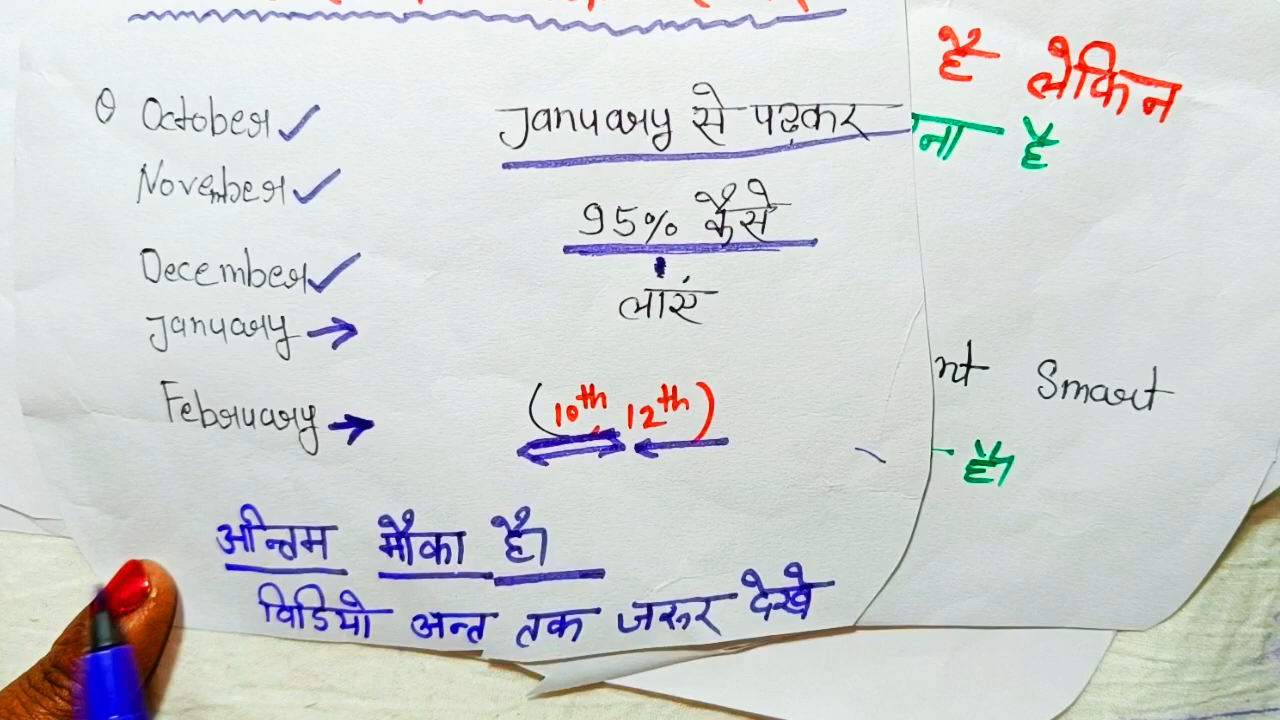 October ✓
November ✓
December ✓
January →
February →
January से पढ़कर
95% कैसे
लाएं
(10th 12th)
अन्तिम मौका है।
विडियो अन्त तक जरुर देखे
है लेकिन
ना है
nt Smart
है।